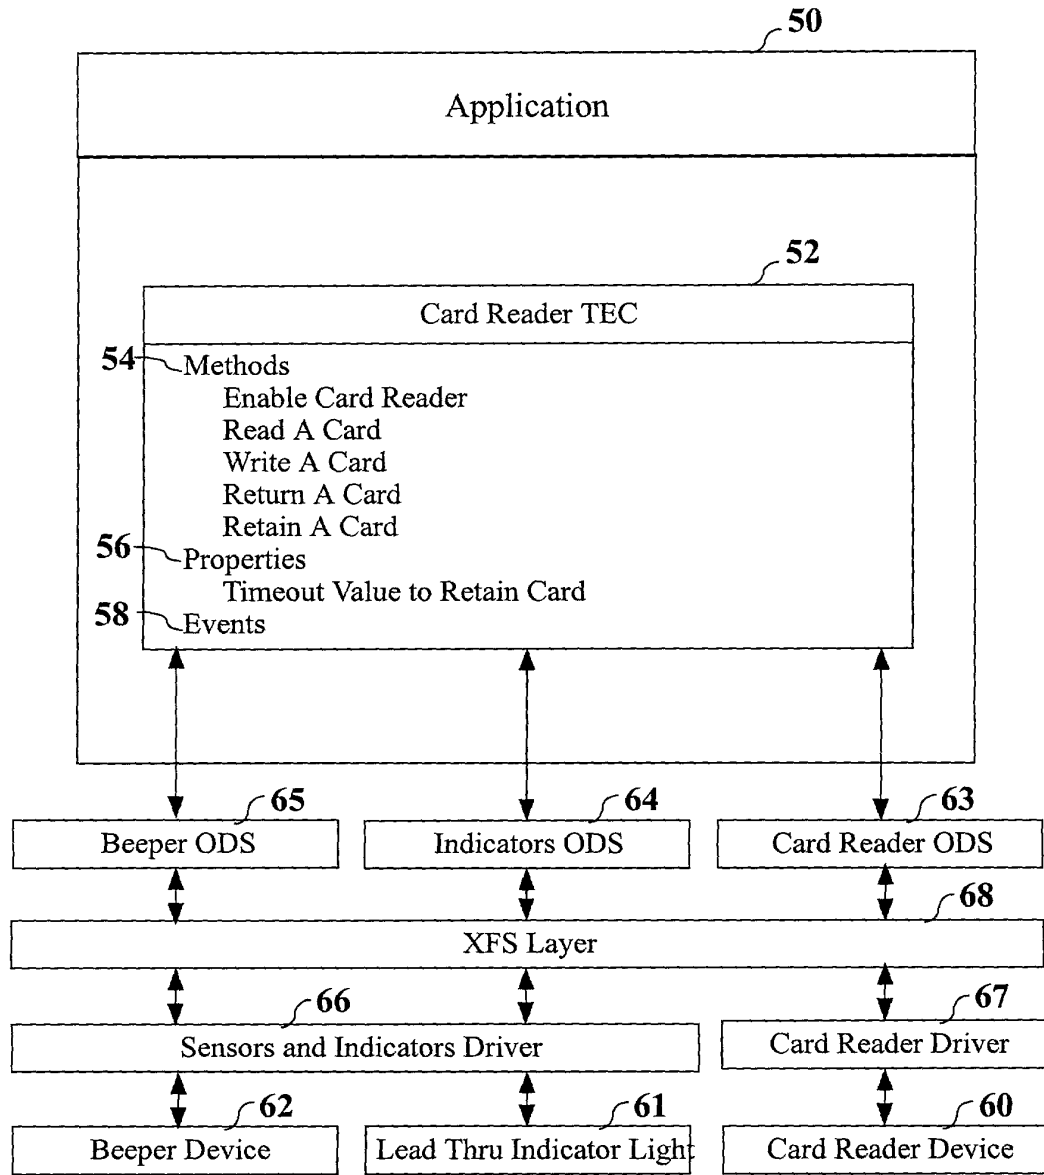 50
Application
52
Card Reader TEC
54
Methods
Enable Card Reader
Read A Card
Write A Card
Return A Card
Retain A Card
56
Properties
Timeout Value to Retain Card
58
Events
65 64 63
Beeper ODS Indicators ODS Card Reader ODS
68
XFS Layer
66 67
Sensors and Indicators Driver Card Reader Driver
62 61 60
Beeper Device Lead Thru Indicator Light Card Reader Device